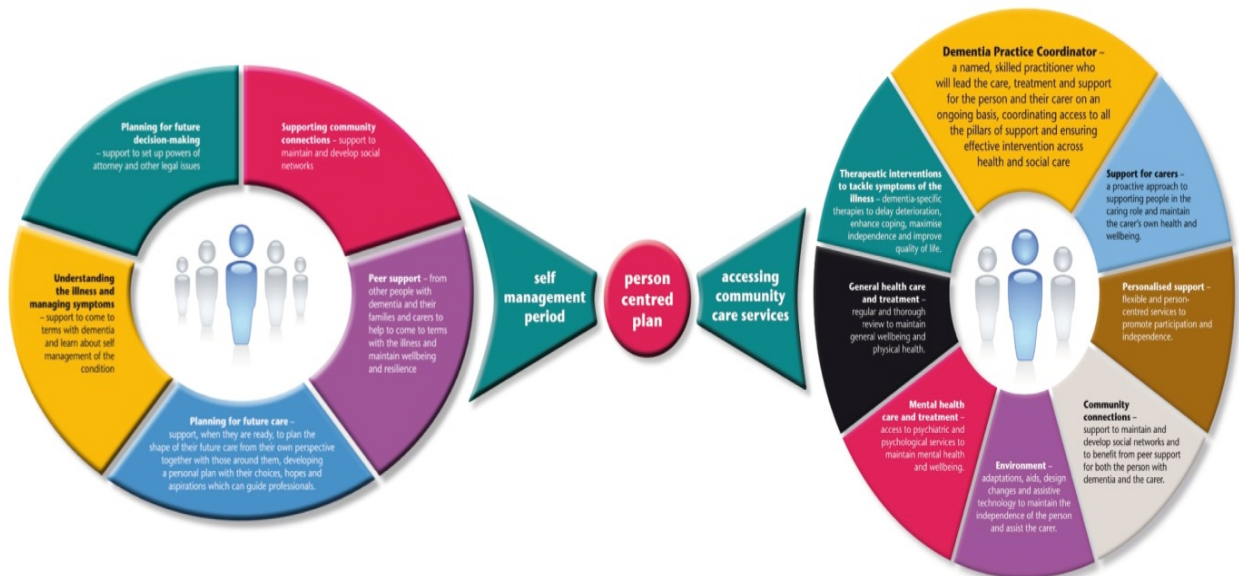 Planning for future
decision-making
– support to set up powers of
attorney and other legal issues
Supporting community
connections – support to
maintain and develop social
networks
Understanding
the illness and
managing symptoms
– support to come to
terms with dementia
and learn about self
management of the
condition
Peer support – from
other people with
dementia and their
families and carers to
help to come to terms
with the illness and
maintain wellbeing
and resilience
Planning for future care –
support, when they are ready, to plan the
shape of their future care from their own perspective
together with those around them, developing
a personal plan with their choices, hopes and
aspirations which can guide professionals.
self
management
period
person
centred
plan
accessing
community
care services
Dementia Practice Coordinator –
a named, skilled practitioner who
will lead the care, treatment and support
for the person and their carer on an
ongoing basis, coordinating access to all
the pillars of support and ensuring
effective intervention across
health and social care
Therapeutic interventions
to tackle symptoms of the
illness – dementia-specific
therapies to delay deterioration,
enhance coping, maximise
independence and improve
quality of life.
Support for carers –
a proactive approach to
supporting people in the
caring role and maintain
the carer's own health and
wellbeing.
General health care
and treatment –
regular and thorough
review to maintain
general wellbeing and
physical health.
Personalised support –
flexible and person-
centred services to
promote participation and
independence.
Mental health
care and treatment –
access to psychiatric and
psychological services to
maintain mental health
and wellbeing.
Environment –
adaptations, aids, design
changes and assistive
technology to maintain the
independence of the person
and assist the carer.
Community
connections –
support to maintain and
develop social networks and
to benefit from peer support
for both the person with
dementia and the carer.